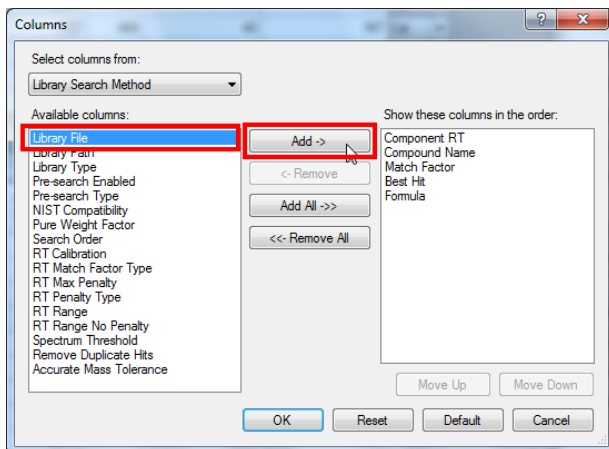 Columns
Select columns from:
Library Search Method
Available columns:
Library File
Library Path
Library Type
Pre-search Enabled
Pre-search Type
NIST Compatibility
Pure Weight Factor
Search Order
RT Calibration
RT Match Factor Type
RT Max Penalty
RT Penalty Type
RT Range
RT Range No Penalty
Spectrum Threshold
Remove Duplicate Hits
Accurate Mass Tolerance
Add ->
<- Remove
Add All ->>
<<- Remove All
Show these columns in the order:
Component RT
Compound Name
Match Factor
Best Hit
Formula
Move Up
Move Down
OK
Reset
Default
Cancel